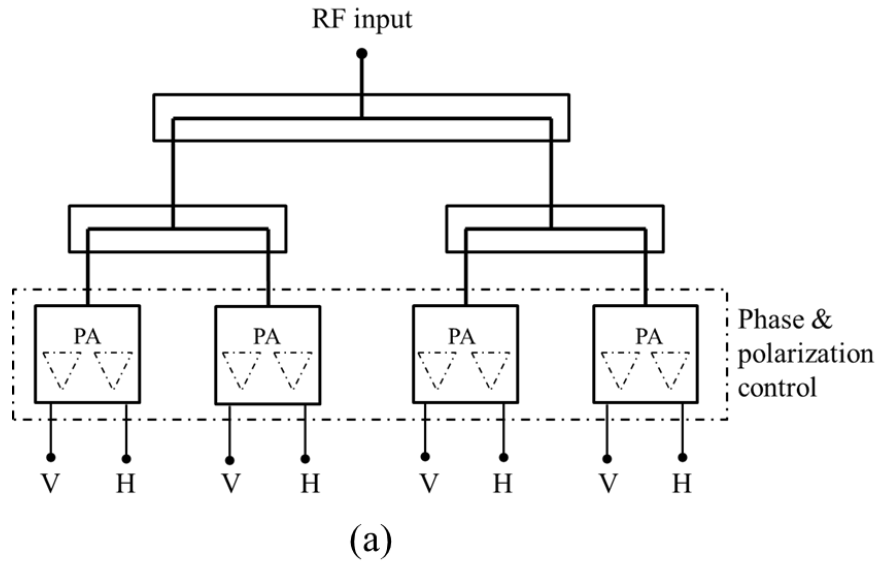 RF input
PA
PA
PA
PA
Phase &
polarization
control
V H V H V H V H
(a)